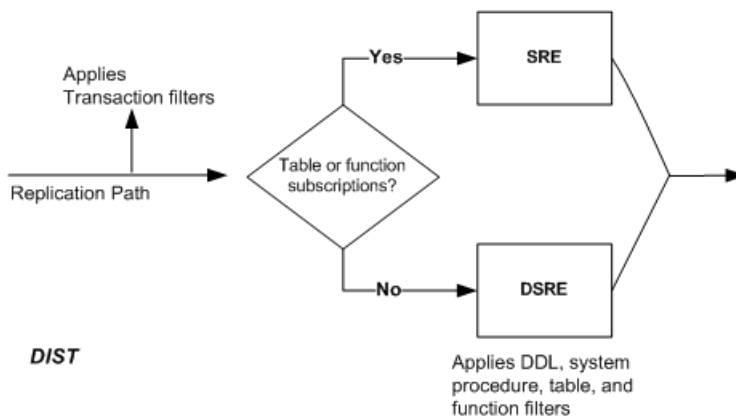 Applies
Transaction filters
Replication Path
Table or function
subscriptions?
Yes
SRE
No
DSRE
Applies DDL, system
procedure, table, and
function filters
DIST